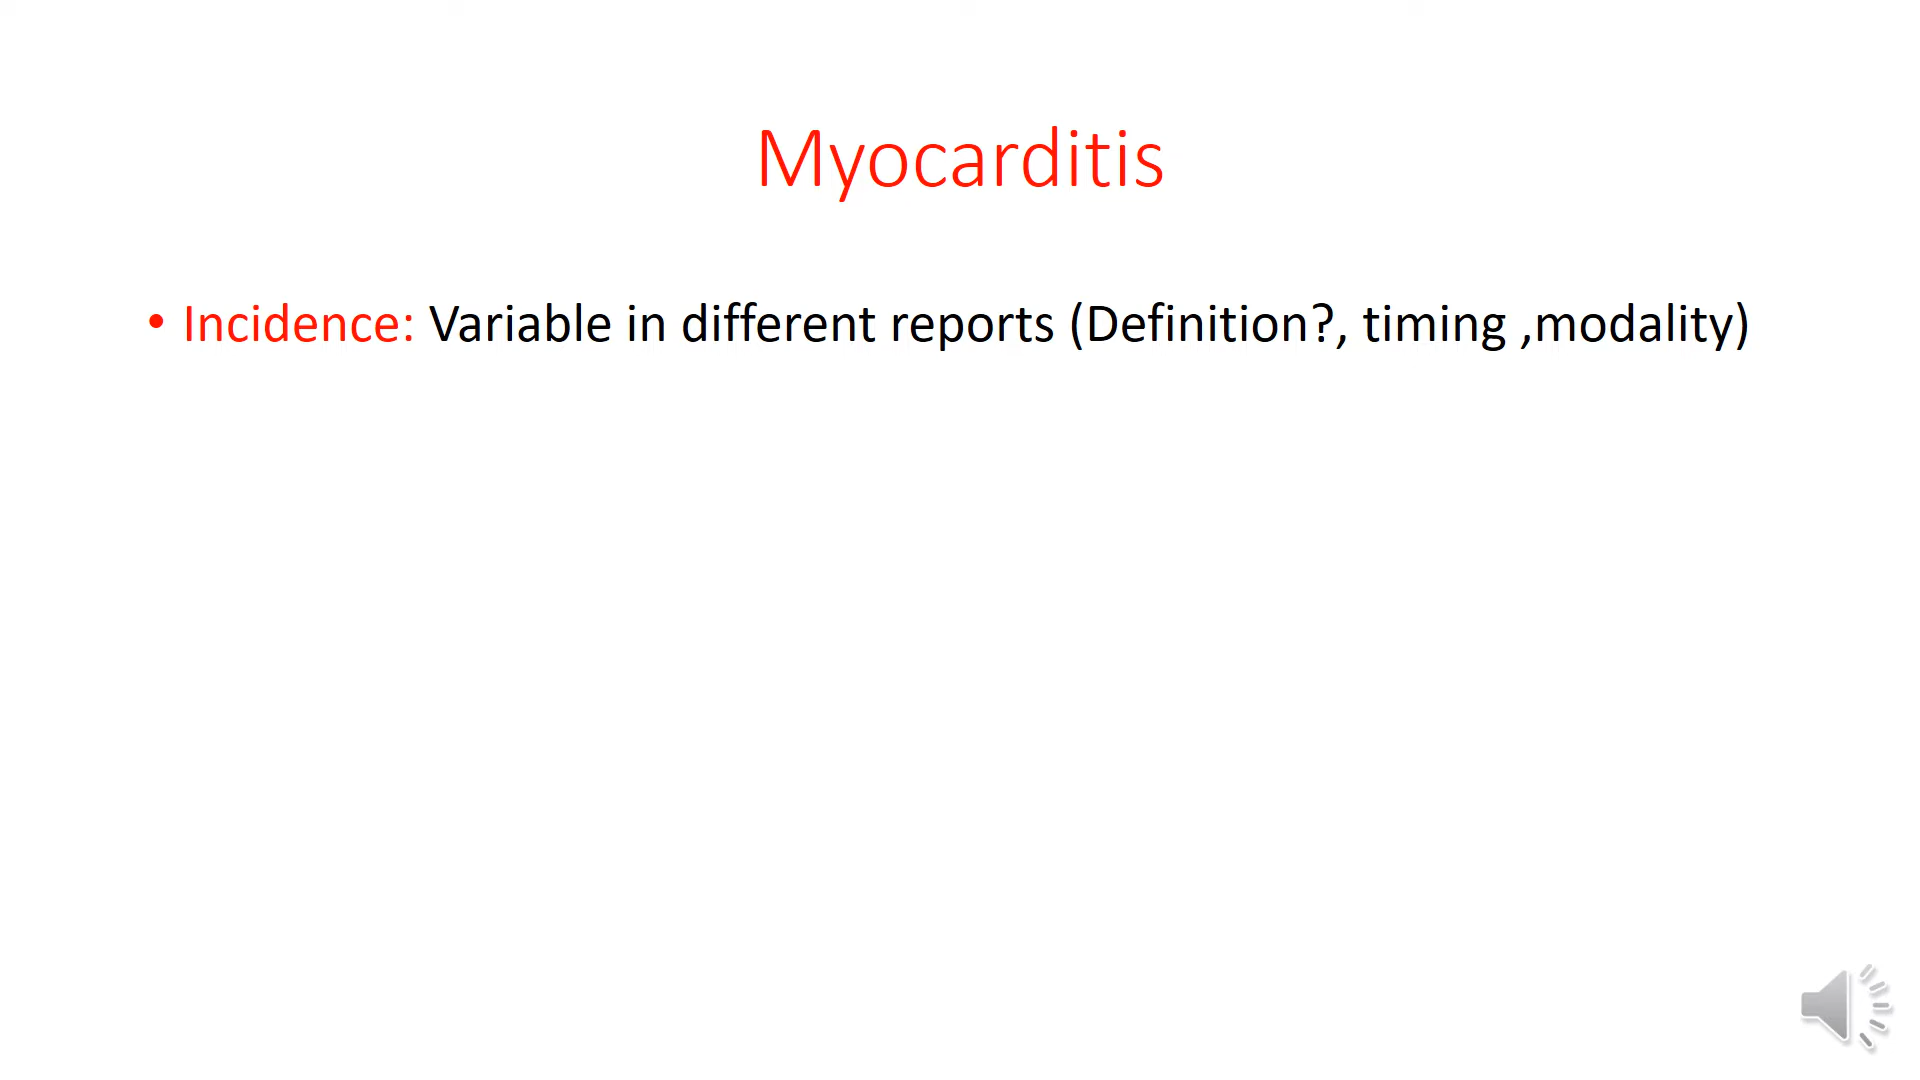 Myocarditis
• Incidence: Variable in different reports (Definition?, timing ,modality)